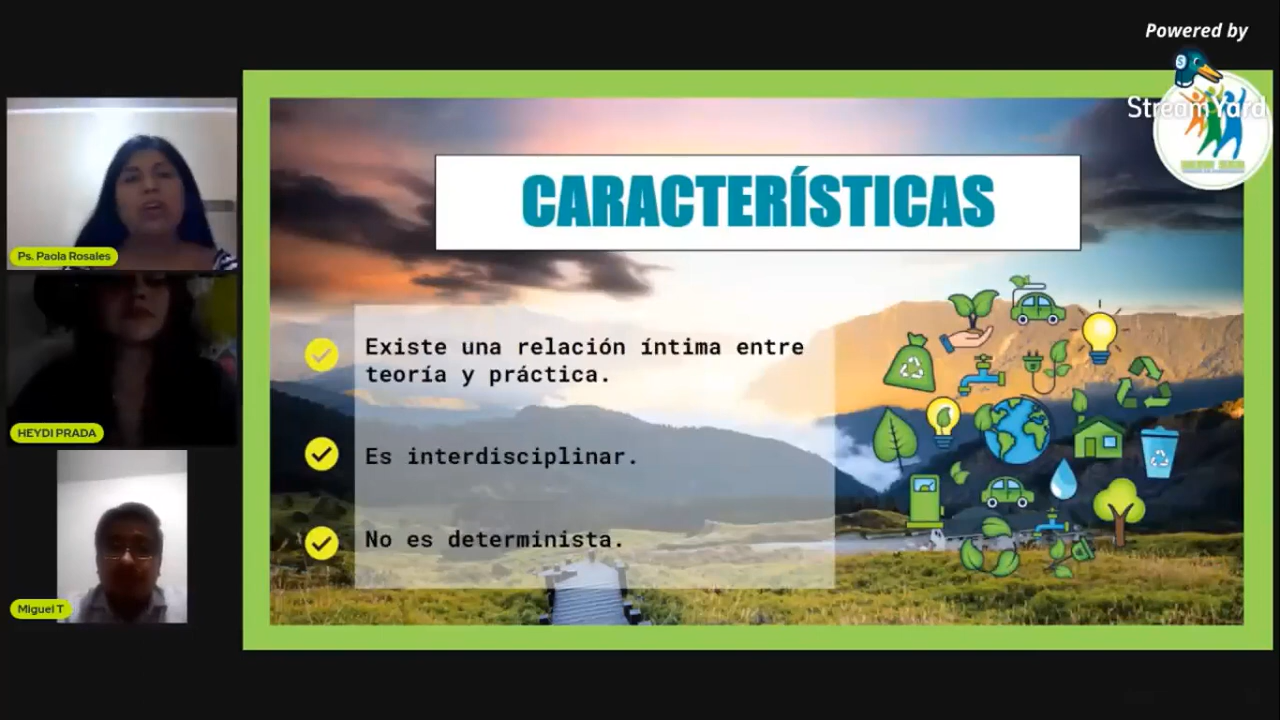 Powered by
StreamYard
CARACTERÍSTICAS
Existe una relación íntima entre
teoría y práctica.
Es interdisciplinar.
No es determinista.
Ps. Paola Rosales
HEYDI PRADA
Miguel T